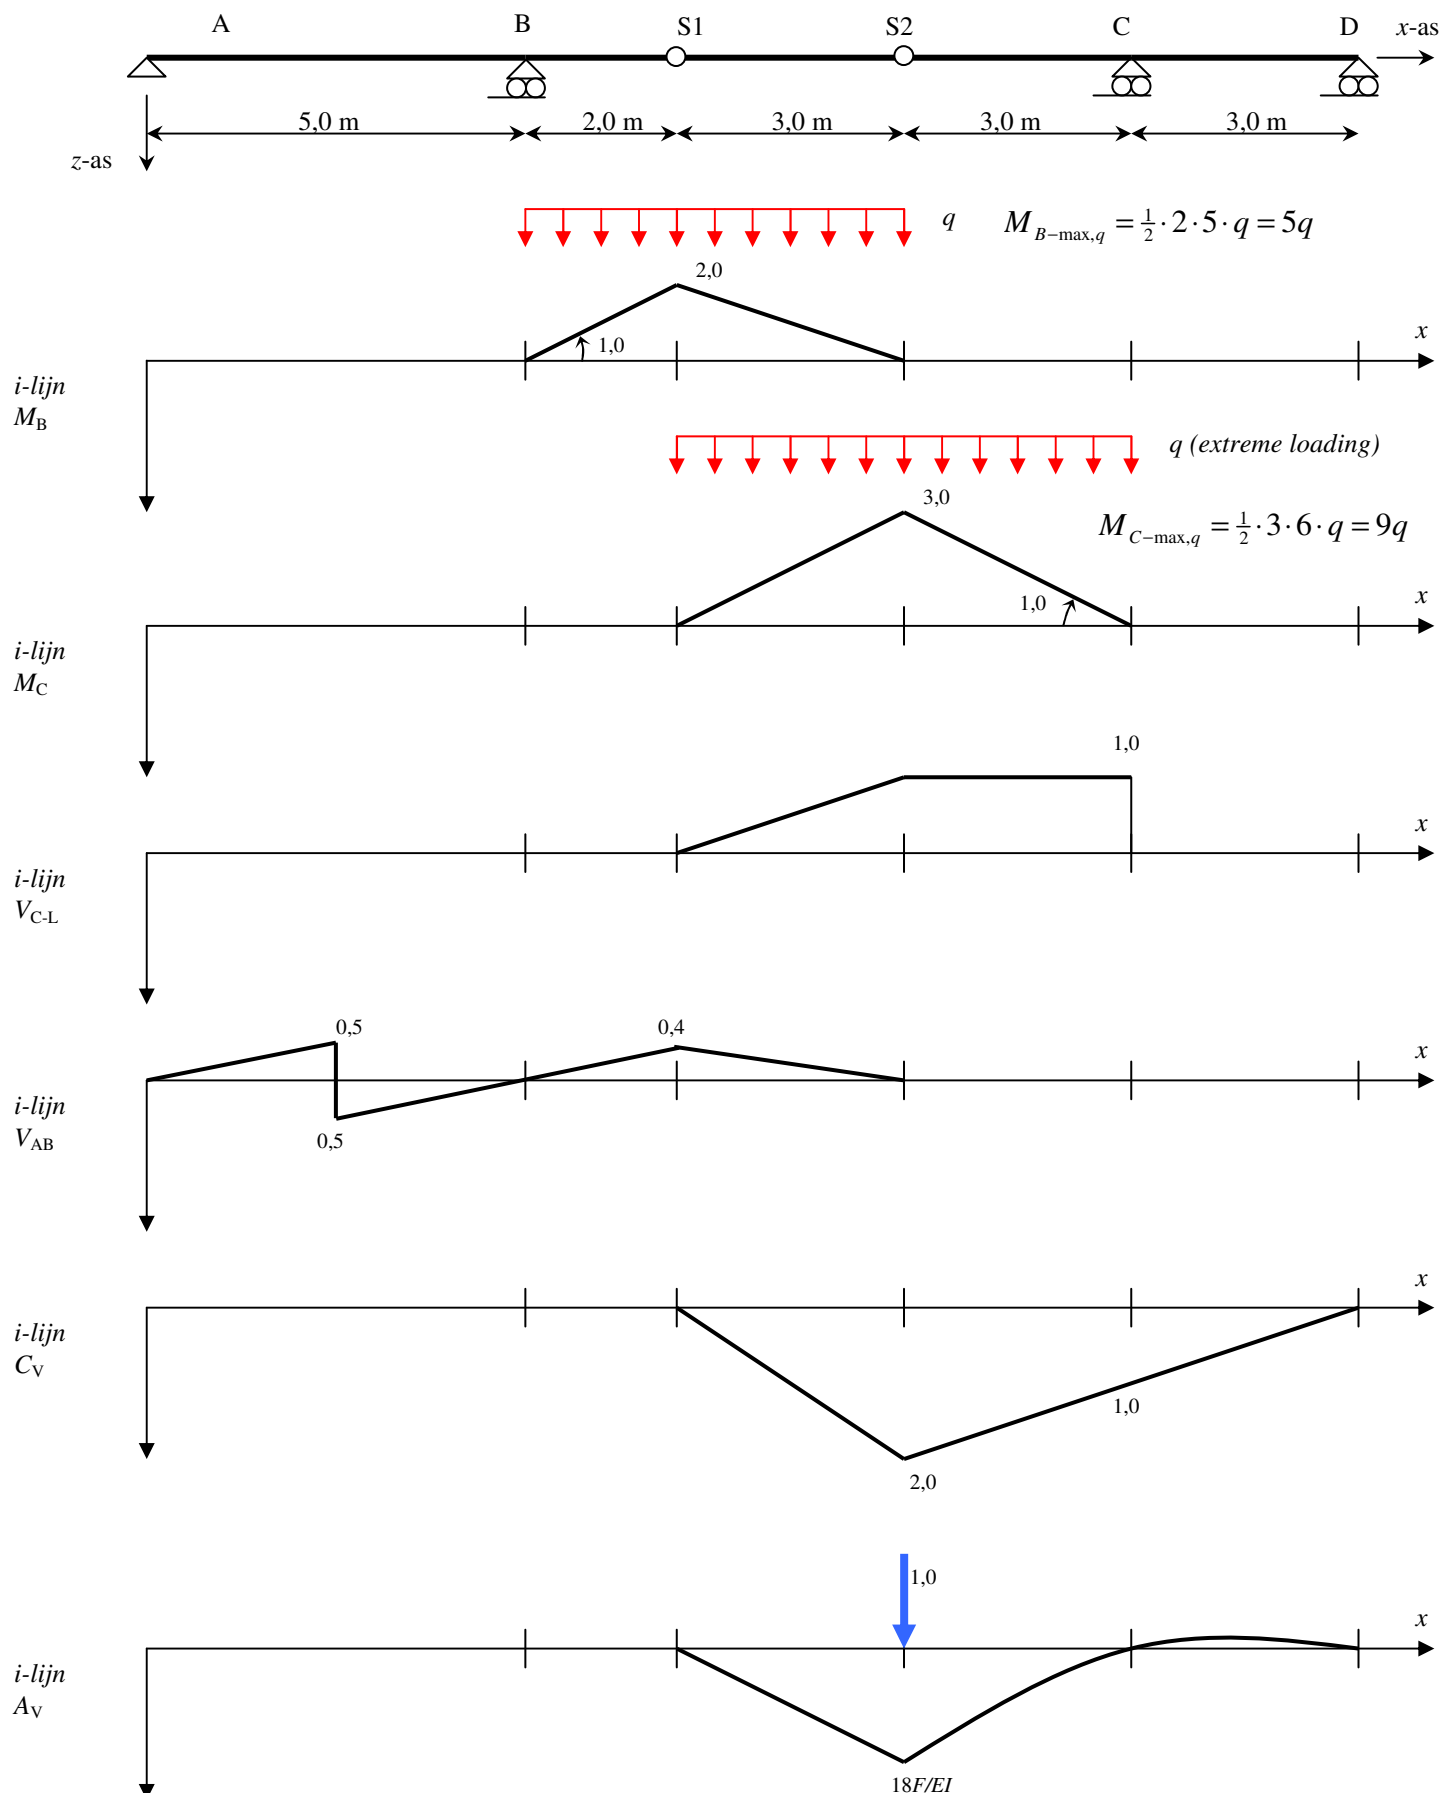 A B S1 S2 C D x-as
5,0 m 2,0 m 3,0 m 3,0 m 3,0 m
z-as
q M_{B−max,q} = ½·2·5·q = 5q
2,0
1,0
x
i-lijn
M_B
q (extreme loading)
3,0
M_{C−max,q} = ½·3·6·q = 9q
1,0
x
i-lijn
M_C
1,0
x
i-lijn
V_{C-L}
0,5
0,4
x
i-lijn
V_{AB}
0,5
x
i-lijn
C_V
1,0
2,0
1,0
x
i-lijn
A_V
18F/EI